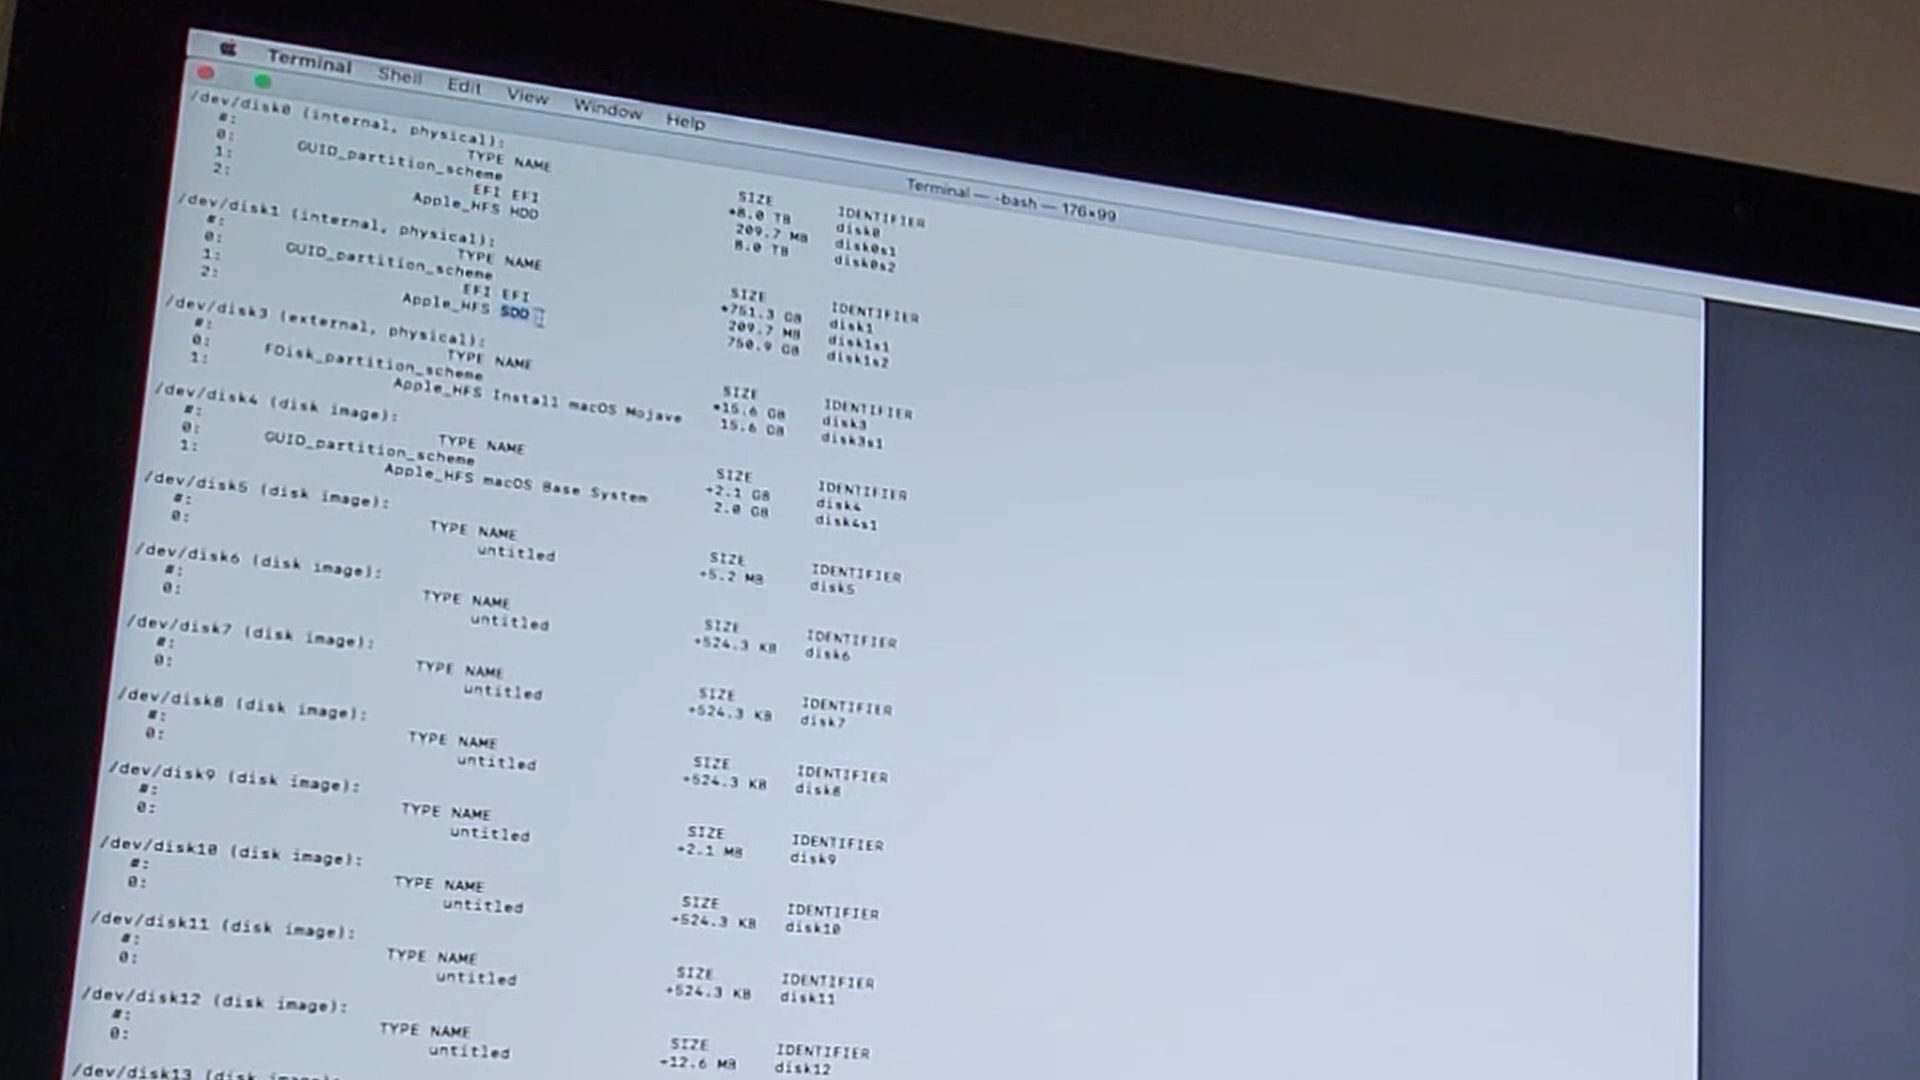 Terminal Shell Edit View Window Help
Terminal — -bash — 176×99
/dev/disk0 (internal, physical):
#: TYPE NAME SIZE IDENTIFIER
0: GUID_partition_scheme *8.0 TB disk0
1: EFI EFI 209.7 MB disk0s1
2: Apple_HFS HDD 8.0 TB disk0s2
/dev/disk1 (internal, physical):
#: TYPE NAME SIZE IDENTIFIER
0: GUID_partition_scheme *751.3 GB disk1
1: EFI EFI 209.7 MB disk1s1
2: Apple_HFS SDD 750.9 GB disk1s2
/dev/disk3 (external, physical):
#: TYPE NAME SIZE IDENTIFIER
0: FDisk_partition_scheme *15.6 GB disk3
1: Apple_HFS Install macOS Mojave 15.6 GB disk3s1
/dev/disk4 (disk image):
#: TYPE NAME SIZE IDENTIFIER
0: GUID_partition_scheme +2.1 GB disk4
1: Apple_HFS macOS Base System 2.0 GB disk4s1
/dev/disk5 (disk image):
#: TYPE NAME SIZE IDENTIFIER
0: untitled +5.2 MB disk5
/dev/disk6 (disk image):
#: TYPE NAME SIZE IDENTIFIER
0: untitled +524.3 KB disk6
/dev/disk7 (disk image):
#: TYPE NAME SIZE IDENTIFIER
0: untitled +524.3 KB disk7
/dev/disk8 (disk image):
#: TYPE NAME SIZE IDENTIFIER
0: untitled +524.3 KB disk8
/dev/disk9 (disk image):
#: TYPE NAME SIZE IDENTIFIER
0: untitled +2.1 MB disk9
/dev/disk10 (disk image):
#: TYPE NAME SIZE IDENTIFIER
0: untitled +524.3 KB disk10
/dev/disk11 (disk image):
#: TYPE NAME SIZE IDENTIFIER
0: untitled +524.3 KB disk11
/dev/disk12 (disk image):
#: TYPE NAME SIZE IDENTIFIER
0: untitled +12.6 MB disk12
/dev/disk13 (disk image):